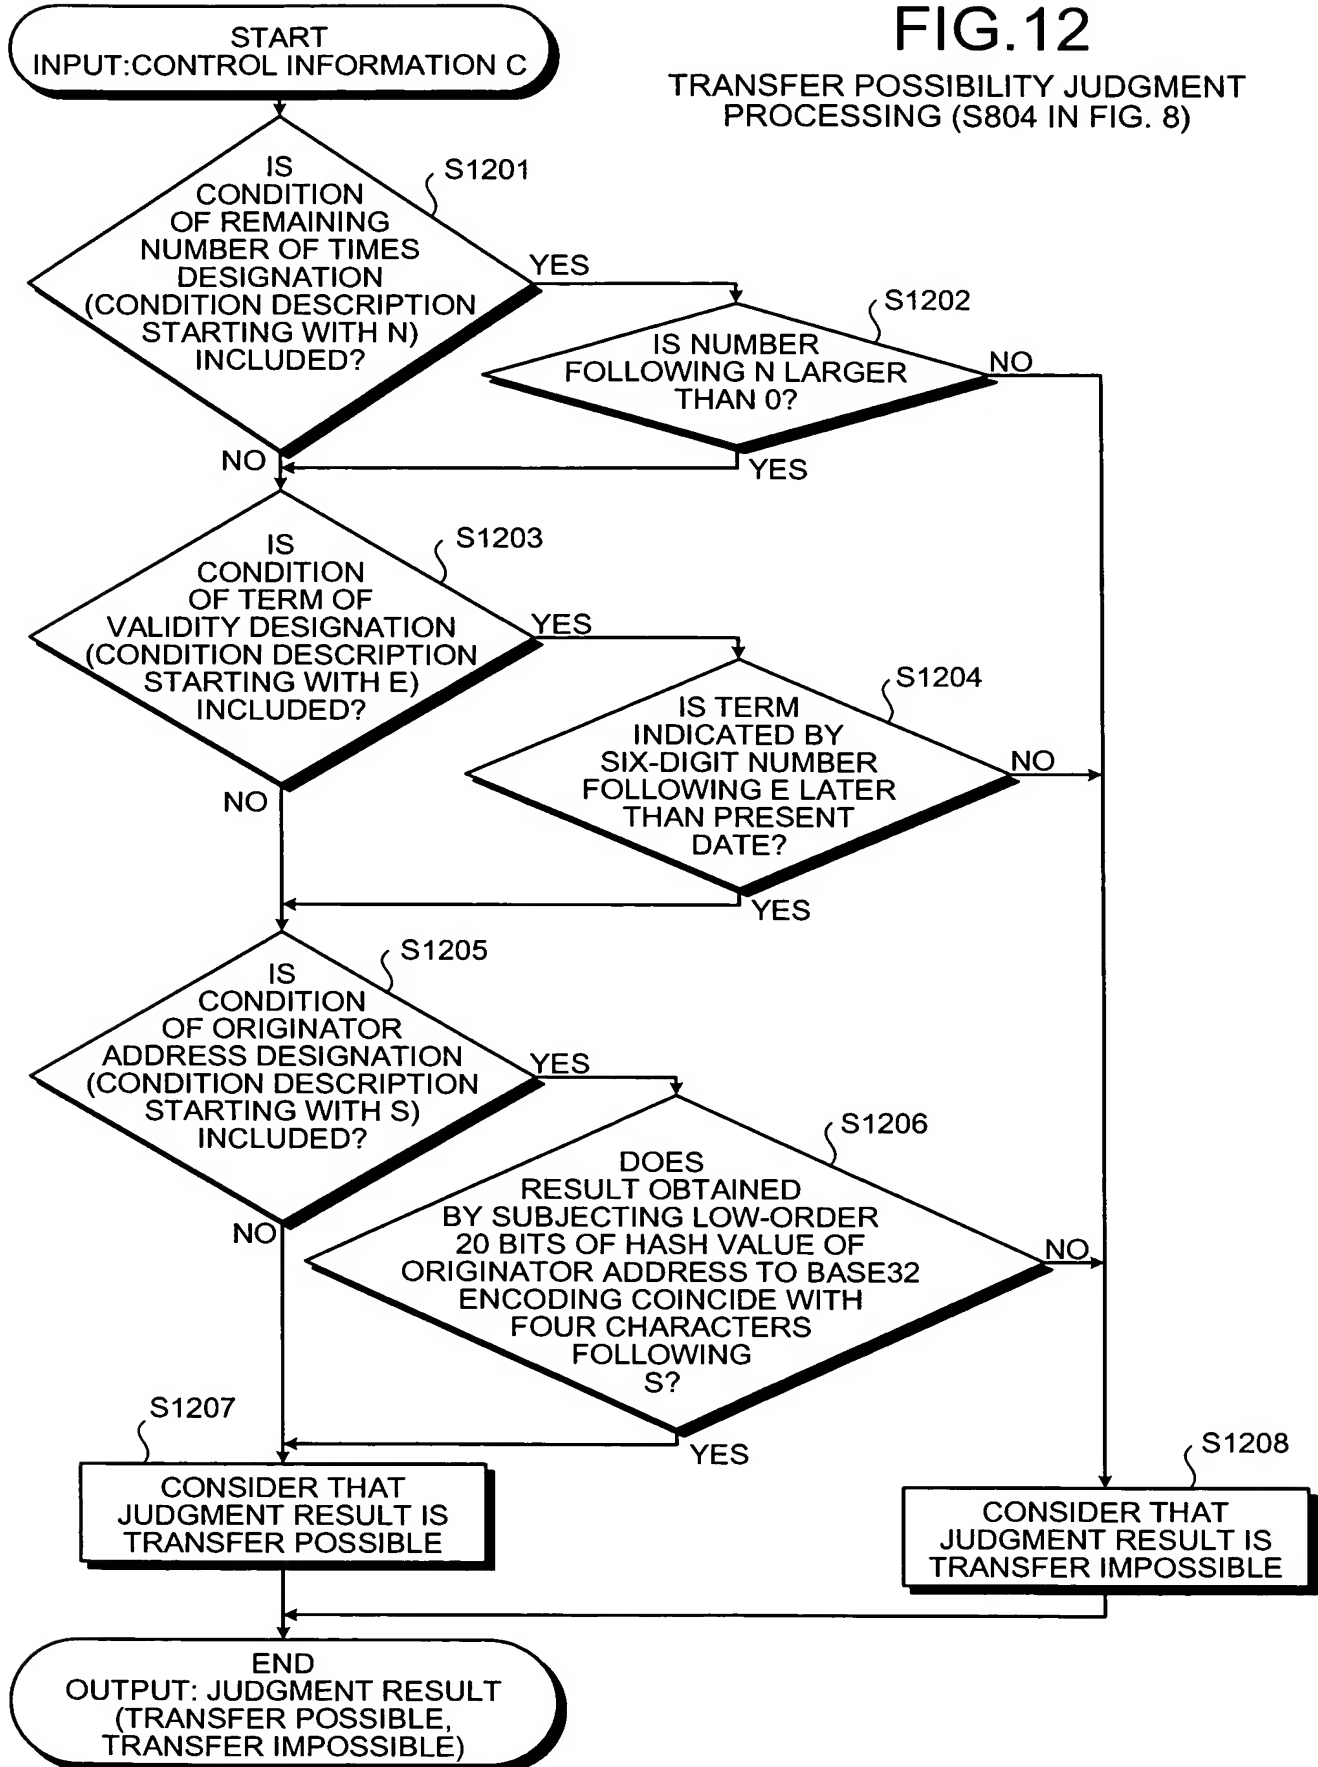 FIG.12
TRANSFER POSSIBILITY JUDGMENT
PROCESSING (S804 IN FIG. 8)
START
INPUT:CONTROL INFORMATION C
S1201
IS
CONDITION
OF REMAINING
NUMBER OF TIMES
DESIGNATION
(CONDITION DESCRIPTION
STARTING WITH N)
INCLUDED?
YES
NO
S1202
IS NUMBER
FOLLOWING N LARGER
THAN 0?
NO
YES
S1203
IS
CONDITION
OF TERM OF
VALIDITY DESIGNATION
(CONDITION DESCRIPTION
STARTING WITH E)
INCLUDED?
YES
NO
S1204
IS TERM
INDICATED BY
SIX-DIGIT NUMBER
FOLLOWING E LATER
THAN PRESENT
DATE?
NO
YES
S1205
IS
CONDITION
OF ORIGINATOR
ADDRESS DESIGNATION
(CONDITION DESCRIPTION
STARTING WITH S)
INCLUDED?
YES
NO
S1206
DOES
RESULT OBTAINED
BY SUBJECTING LOW-ORDER
20 BITS OF HASH VALUE OF
ORIGINATOR ADDRESS TO BASE32
ENCODING COINCIDE WITH
FOUR CHARACTERS
FOLLOWING
S?
NO
YES
S1207
CONSIDER THAT
JUDGMENT RESULT IS
TRANSFER POSSIBLE
S1208
CONSIDER THAT
JUDGMENT RESULT IS
TRANSFER IMPOSSIBLE
END
OUTPUT: JUDGMENT RESULT
(TRANSFER POSSIBLE,
TRANSFER IMPOSSIBLE)